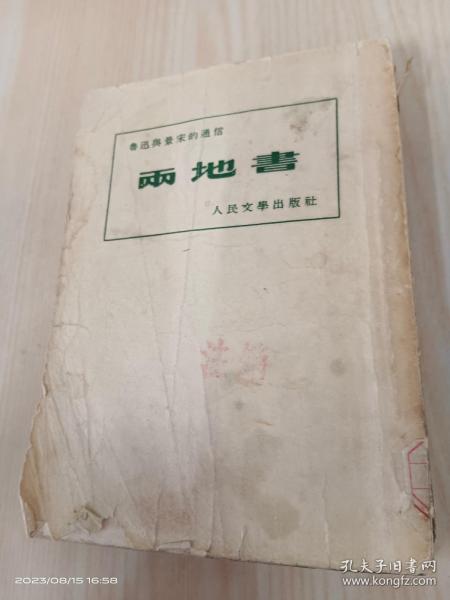 魯迅與景宋的通信
兩地書
人民文學出版社
2023/08/15 16:58
孔夫子旧书网
www.kongfz.com